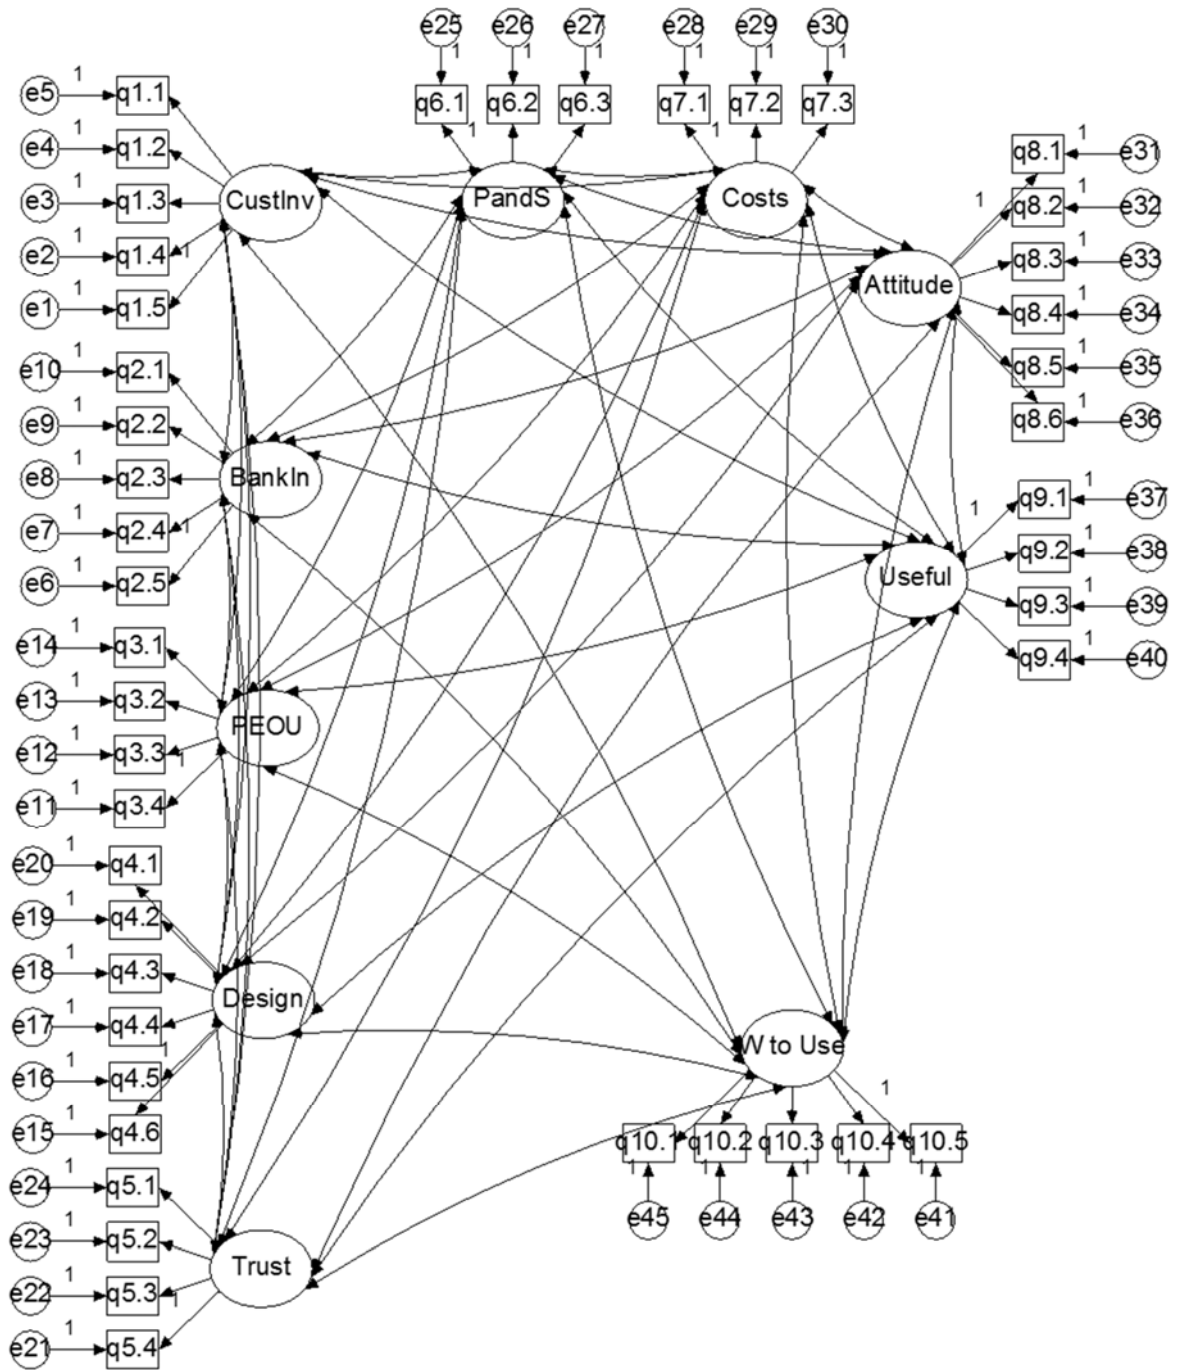 e25 e26 e27 e28 e29 e30
1 1 1 1 1 1
q6.1 q6.2 q6.3 q7.1 q7.2 q7.3
1 1
PandS Costs
e5 1 q1.1
e4 1 q1.2
e3 1 q1.3
e2 1 q1.4 1
e1 1 q1.5
CustInv
e10 1 q2.1
e9 1 q2.2
e8 1 q2.3
e7 1 q2.4 1
e6 1 q2.5
BankIn
e14 1 q3.1
e13 1 q3.2
e12 1 q3.3 1
e11 1 q3.4
PEOU
e20 1 q4.1
e19 1 q4.2
e18 1 q4.3
e17 1 q4.4
1
e16 1 q4.5
e15 1 q4.6
Design
e24 1 q5.1
e23 1 q5.2
e22 1 q5.3 1
e21 1 q5.4
Trust
Attitude
q8.1 1 e31
1 q8.2 1 e32
q8.3 1 e33
q8.4 1 e34
q8.5 1 e35
q8.6 1 e36
Useful
1 q9.1 1 e37
q9.2 1 e38
q9.3 1 e39
q9.4 1 e40
W to Use
1
q10.1 q10.2 q10.3 q10.4 q10.5
1 1 1 1 1
e45 e44 e43 e42 e41